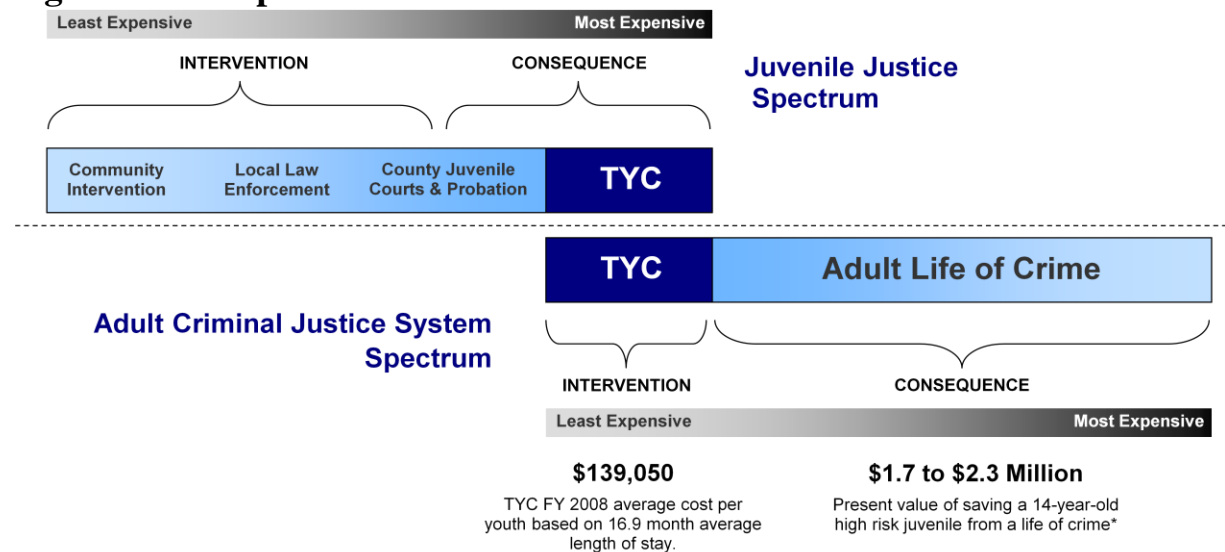 Least Expensive
Most Expensive
INTERVENTION
CONSEQUENCE
Juvenile Justice
Spectrum
Community
Intervention
Local Law
Enforcement
County Juvenile
Courts & Probation
TYC
TYC
Adult Life of Crime
Adult Criminal Justice System
Spectrum
INTERVENTION
CONSEQUENCE
Least Expensive
Most Expensive
$139,050
TYC FY 2008 average cost per
youth based on 16.9 month average
length of stay.
$1.7 to $2.3 Million
Present value of saving a 14-year-old
high risk juvenile from a life of crime*